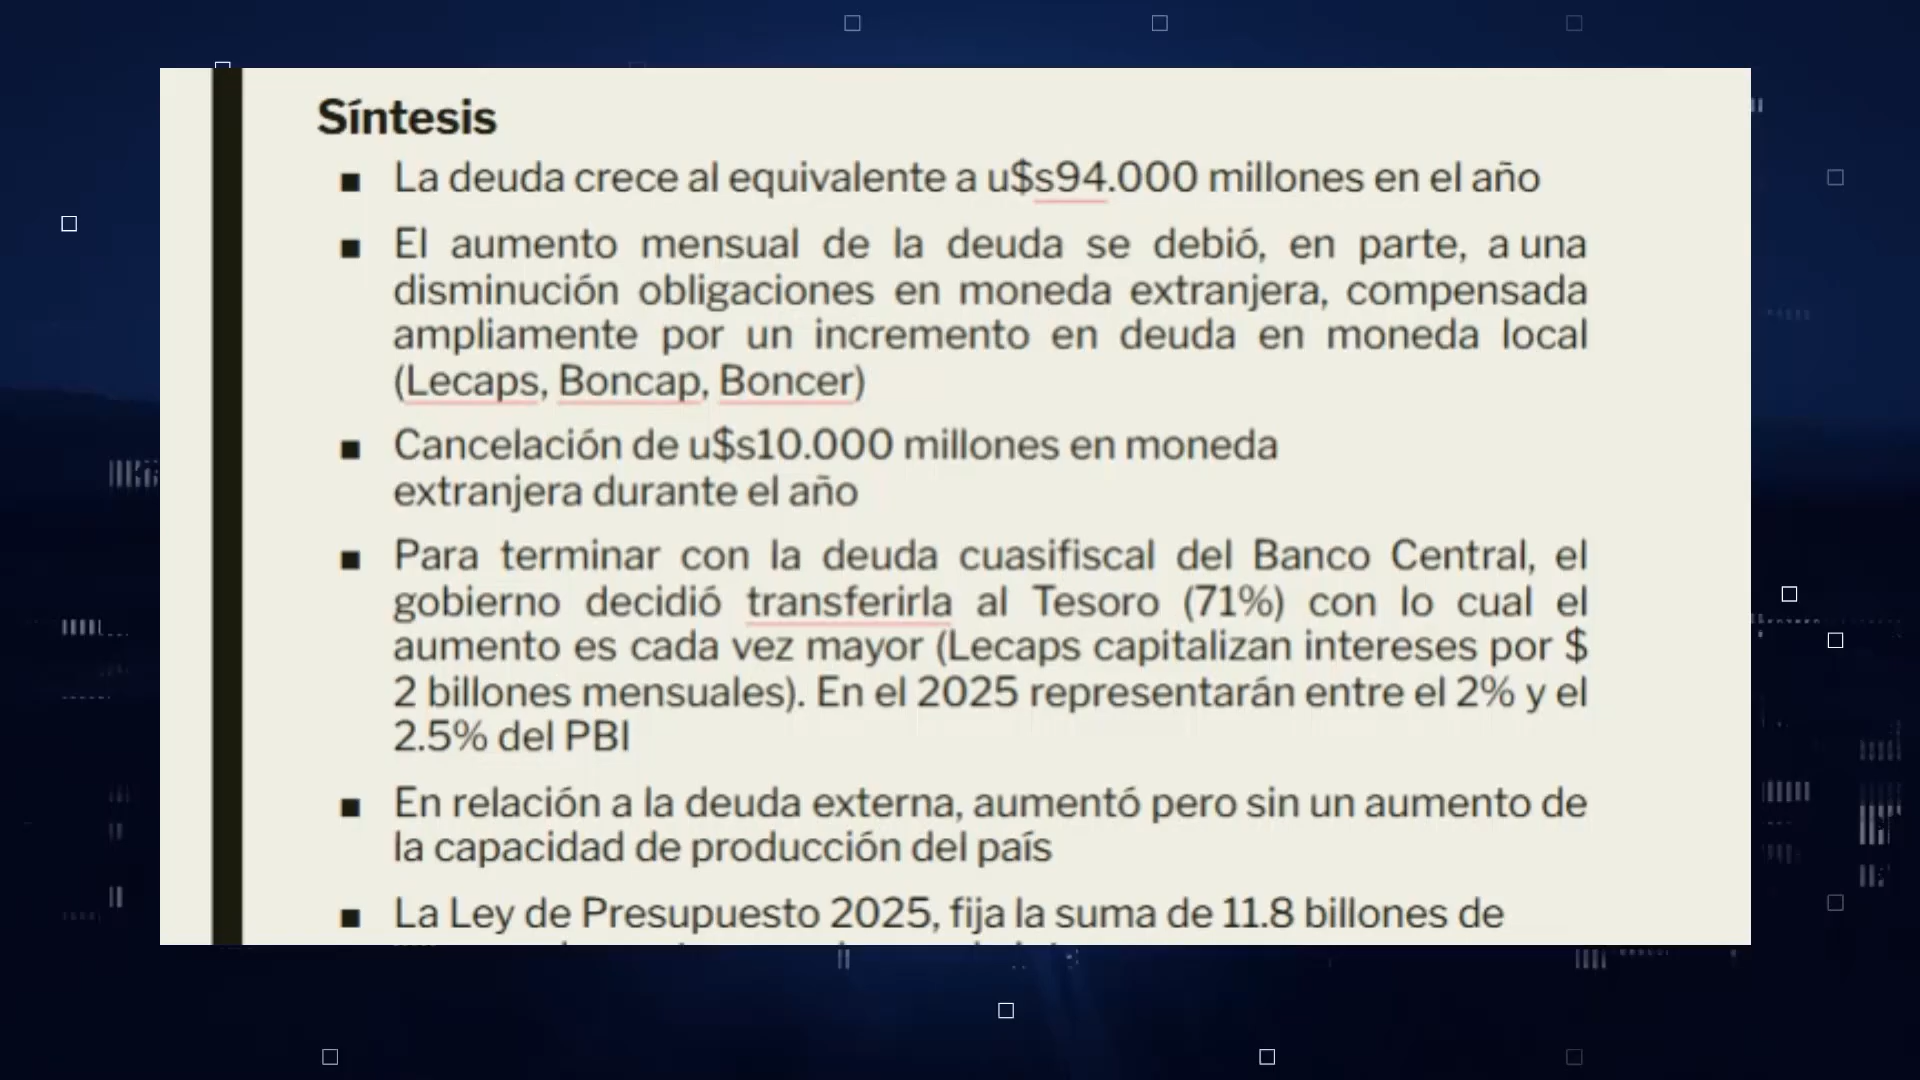 Síntesis
▪ La deuda crece al equivalente a u$s94.000 millones en el año
▪ El aumento mensual de la deuda se debió, en parte, a una
disminución obligaciones en moneda extranjera, compensada
ampliamente por un incremento en deuda en moneda local
(Lecaps, Boncap, Boncer)
▪ Cancelación de u$s10.000 millones en moneda
extranjera durante el año
▪ Para terminar con la deuda cuasifiscal del Banco Central, el
gobierno decidió transferirla al Tesoro (71%) con lo cual el
aumento es cada vez mayor (Lecaps capitalizan intereses por $
2 billones mensuales). En el 2025 representarán entre el 2% y el
2.5% del PBI
▪ En relación a la deuda externa, aumentó pero sin un aumento de
la capacidad de producción del país
▪ La Ley de Presupuesto 2025, fija la suma de 11.8 billones de